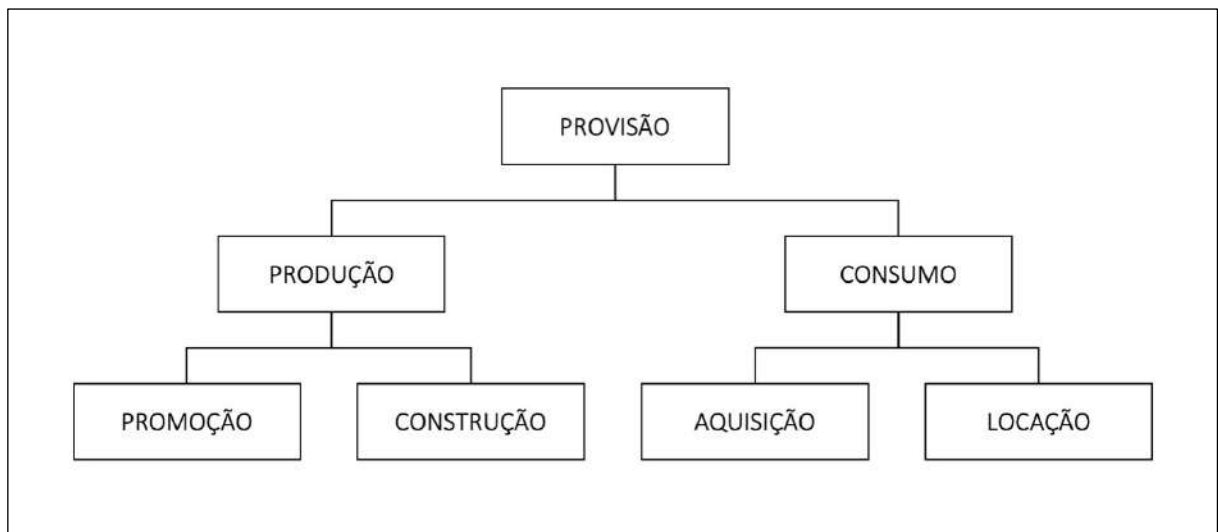 PROVISÃO
PRODUÇÃO
CONSUMO
PROMOÇÃO
CONSTRUÇÃO
AQUISIÇÃO
LOCAÇÃO